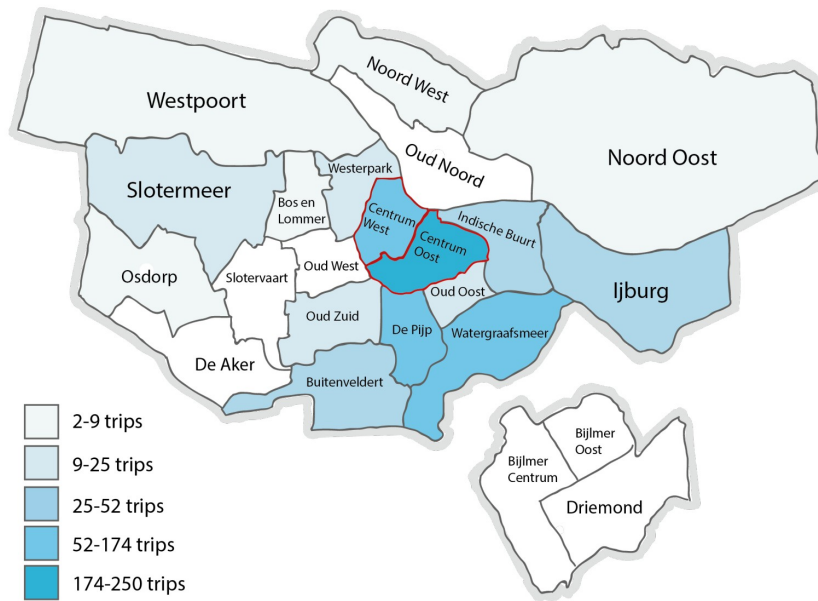 Noord West
Westpoort
Oud Noord
Noord Oost
Westerpark
Slotermeer
Bos en
Lommer
Centrum
West
Indische Buurt
Centrum
Oost
Osdorp
Slotervaart
Oud West
Oud Oost
Ijburg
Oud Zuid
De Pijp
Watergraafsmeer
De Aker
Buitenveldert
2-9 trips
9-25 trips
25-52 trips
52-174 trips
174-250 trips
Bijlmer
Oost
Bijlmer
Centrum
Driemond